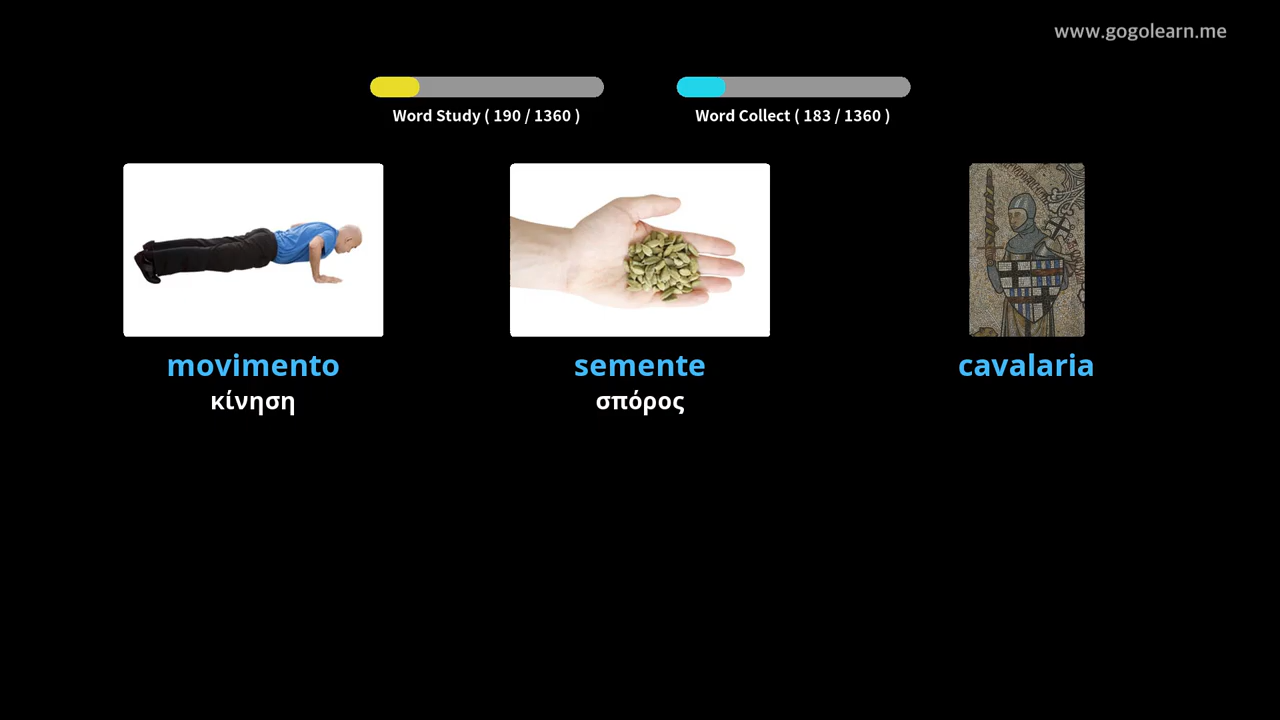 www.gogolearn.me
Word Study ( 190 / 1360 )
Word Collect ( 183 / 1360 )
movimento
κίνηση
semente
σπόρος
cavalaria